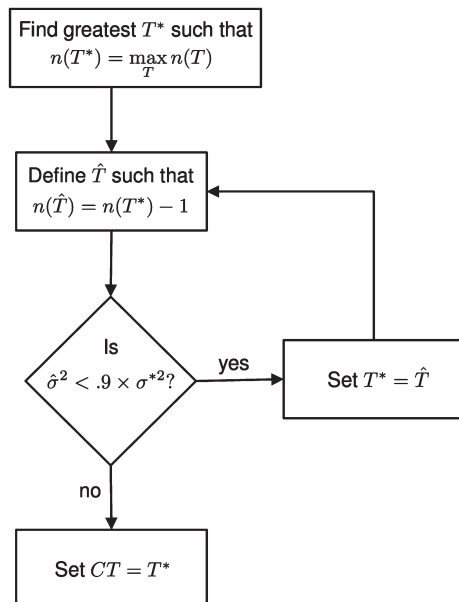 Find greatest T* such that
n(T*) = max n(T)
T
Define T̂ such that
n(T̂) = n(T*) − 1
Is
σ̂² < .9 × σ*²?
yes
Set T* = T̂
no
Set CT = T*